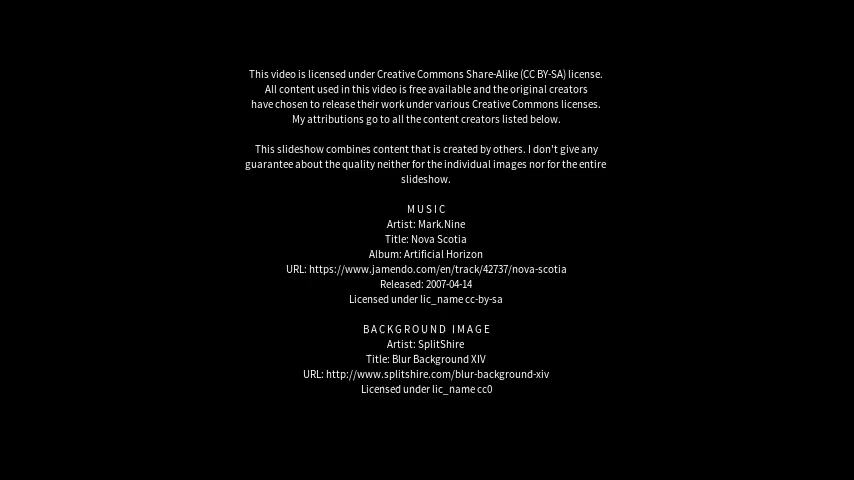 This video is licensed under Creative Commons Share-Alike (CC BY-SA) license.
All content used in this video is free available and the original creators
have chosen to release their work under various Creative Commons licenses.
My attributions go to all the content creators listed below.
This slideshow combines content that is created by others. I don't give any
guarantee about the quality neither for the individual images nor for the entire
slideshow.
MUSIC
Artist: Mark.Nine
Title: Nova Scotia
Album: Artificial Horizon
URL: https://www.jamendo.com/en/track/42737/nova-scotia
Released: 2007-04-14
Licensed under lic_name cc-by-sa
BACKGROUND IMAGE
Artist: SplitShire
Title: Blur Background XIV
URL: http://www.splitshire.com/blur-background-xiv
Licensed under lic_name cc0